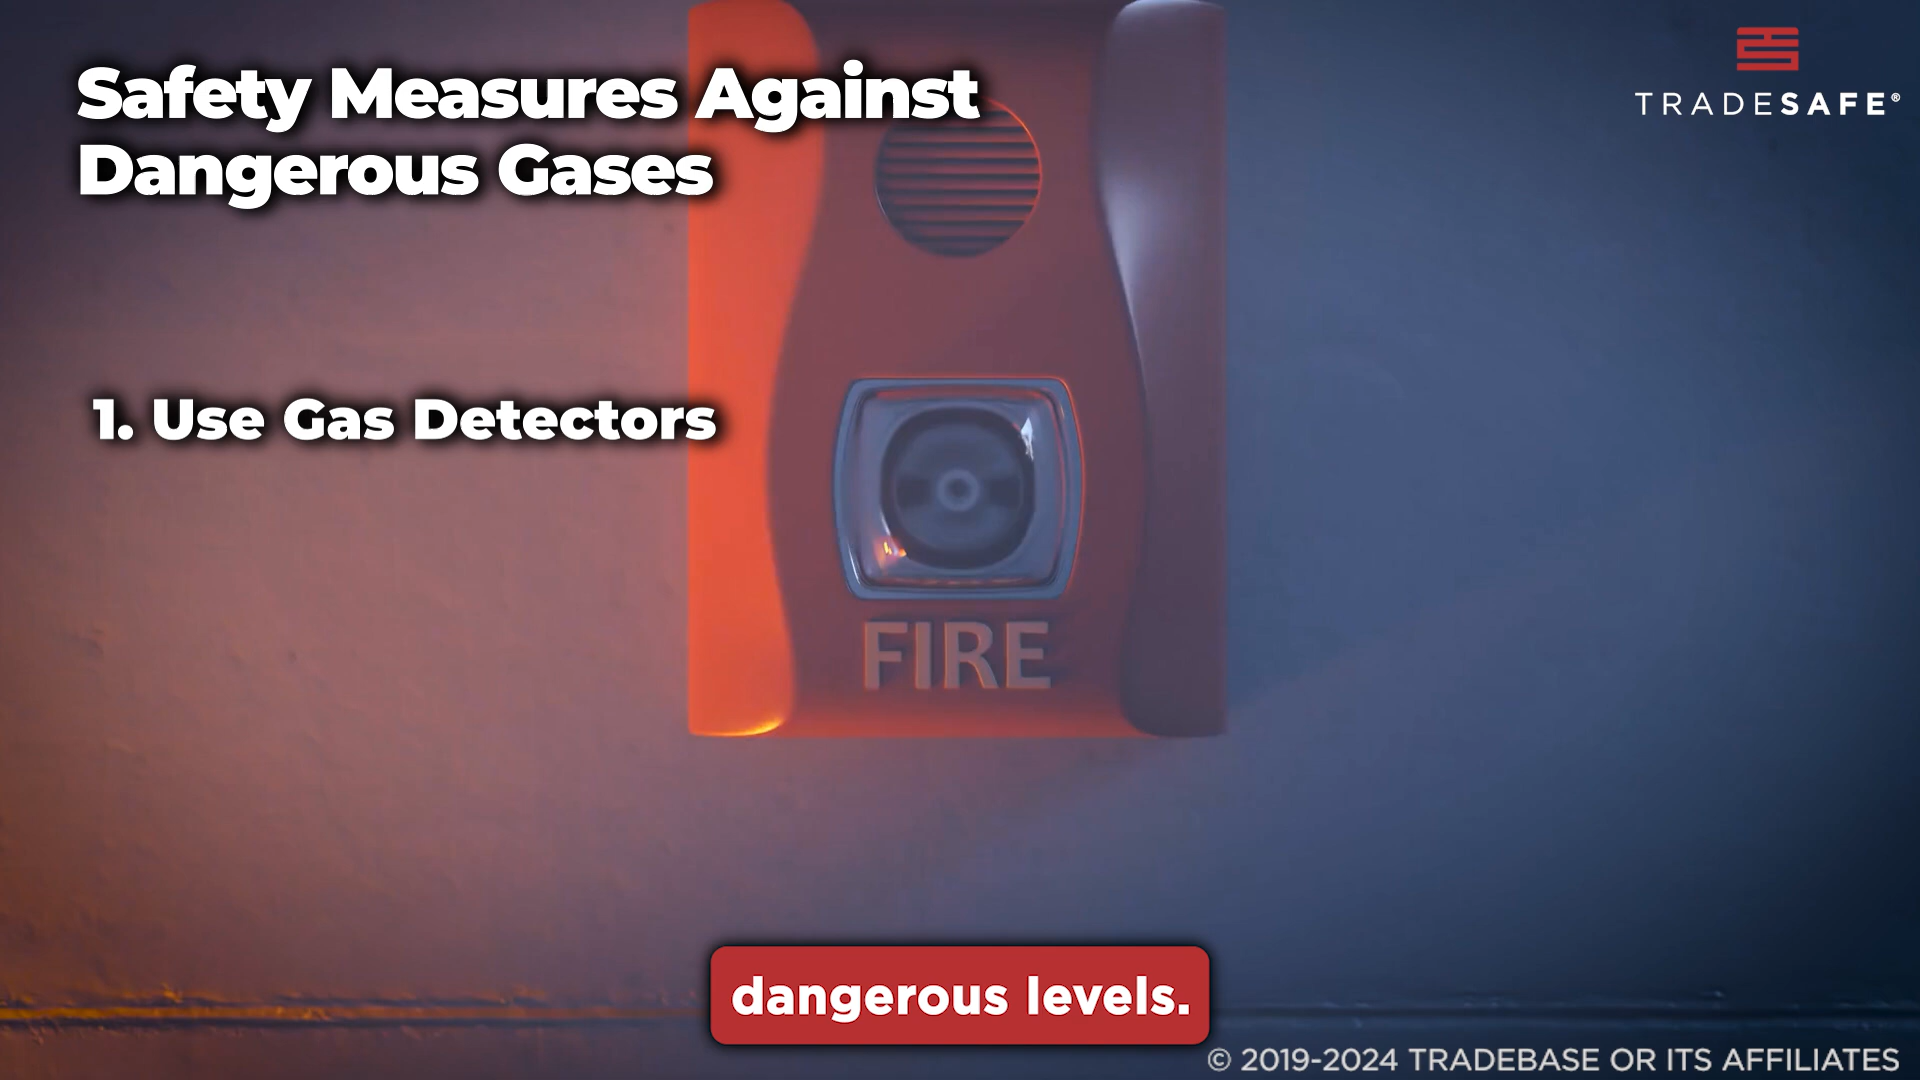 Safety Measures Against
Dangerous Gases
TRADESAFE®
1. Use Gas Detectors
FIRE
dangerous levels.
© 2019-2024 TRADEBASE OR ITS AFFILIATES